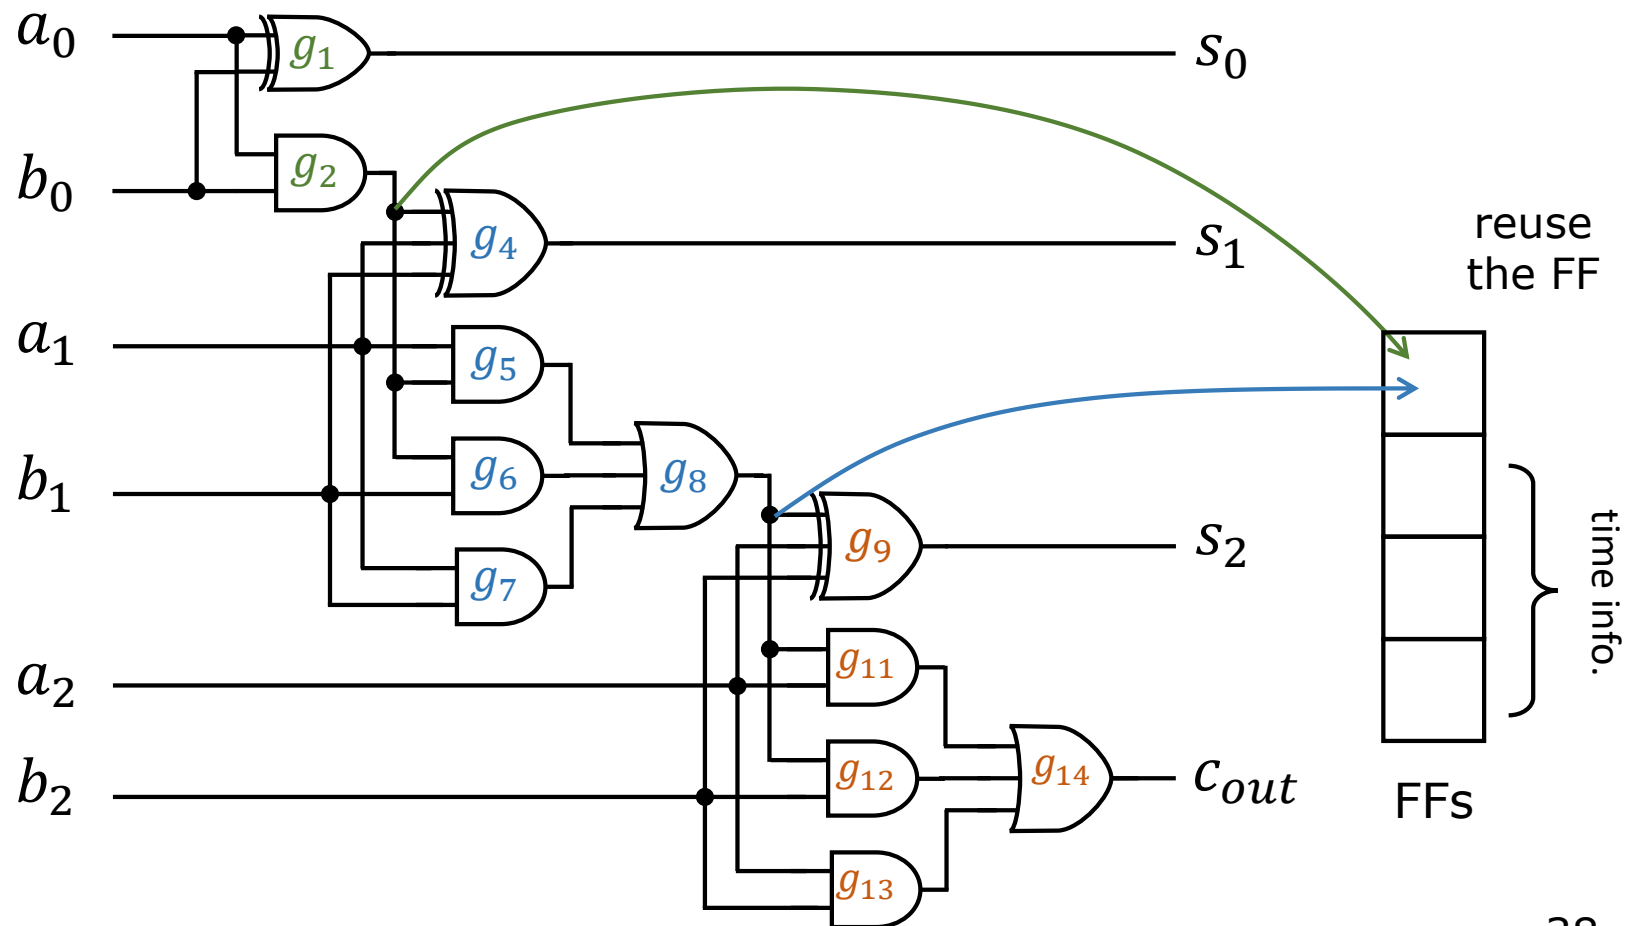 a0
g1
s0
g2
b0
g4
s1
reuse
the FF
a1
g5
b1
g6
g8
g7
g9
s2
time info.
a2
g11
b2
g12
g14
cout
FFs
g13